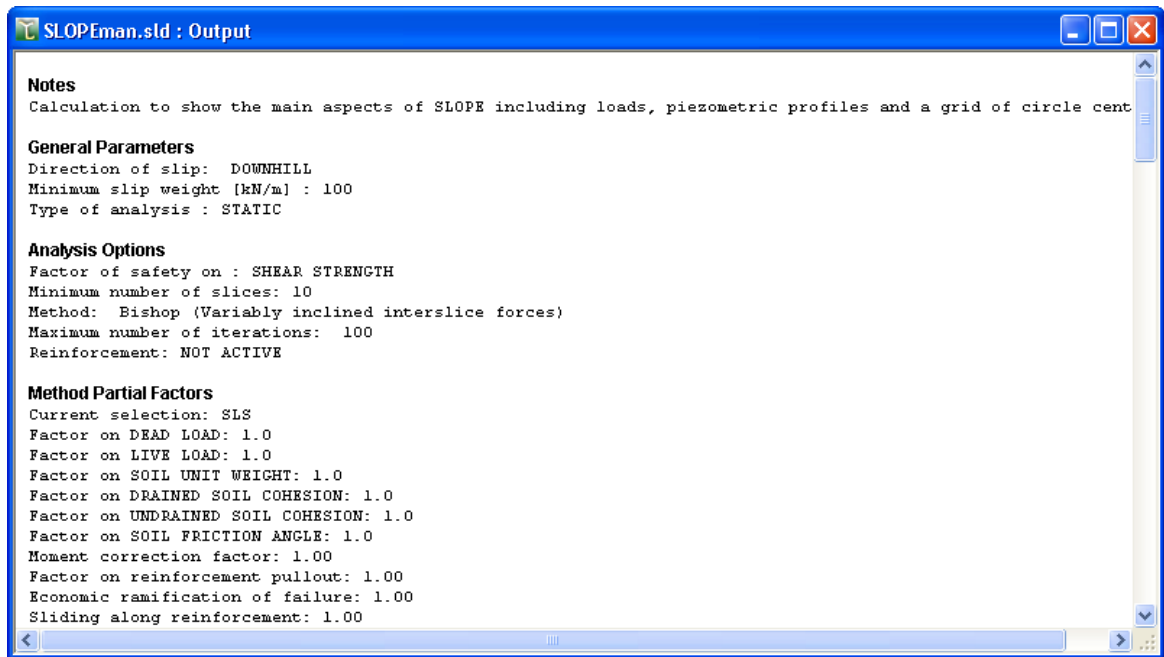 SLOPEman.sld : Output
Notes
Calculation to show the main aspects of SLOPE including loads, piezometric profiles and a grid of circle cent
General Parameters
Direction of slip:  DOWNHILL
Minimum slip weight [kN/m] : 100
Type of analysis : STATIC
Analysis Options
Factor of safety on : SHEAR STRENGTH
Minimum number of slices: 10
Method:  Bishop (Variably inclined interslice forces)
Maximum number of iterations:  100
Reinforcement: NOT ACTIVE
Method Partial Factors
Current selection: SLS
Factor on DEAD LOAD: 1.0
Factor on LIVE LOAD: 1.0
Factor on SOIL UNIT WEIGHT: 1.0
Factor on DRAINED SOIL COHESION: 1.0
Factor on UNDRAINED SOIL COHESION: 1.0
Factor on SOIL FRICTION ANGLE: 1.0
Moment correction factor: 1.00
Factor on reinforcement pullout: 1.00
Economic ramification of failure: 1.00
Sliding along reinforcement: 1.00